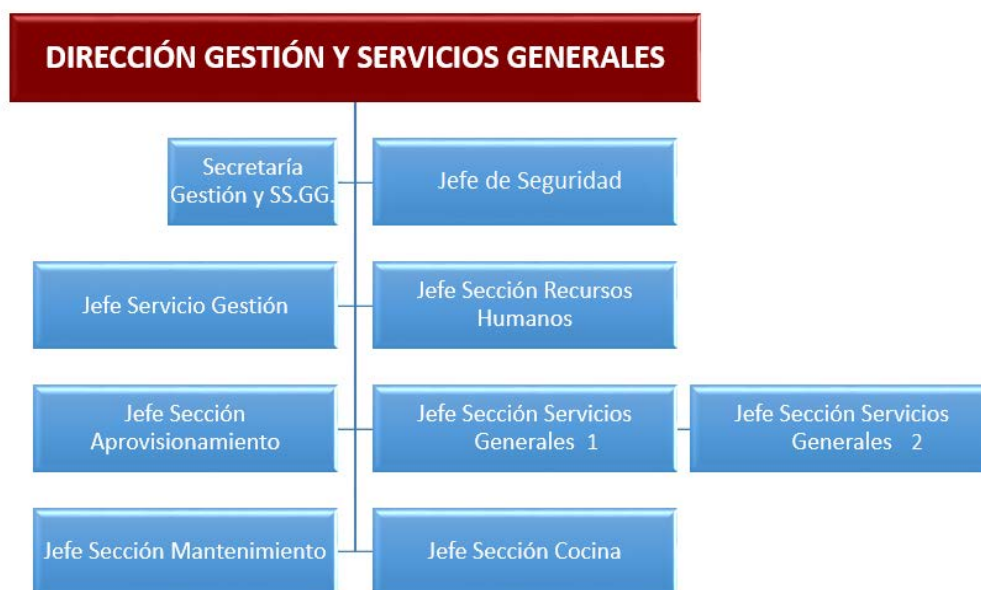 DIRECCIÓN GESTIÓN Y SERVICIOS GENERALES
Secretaría
Gestión y SS.GG.
Jefe de Seguridad
Jefe Servicio Gestión
Jefe Sección Recursos
Humanos
Jefe Sección
Aprovisionamiento
Jefe Sección Servicios
Generales 1
Jefe Sección Servicios
Generales 2
Jefe Sección Mantenimiento
Jefe Sección Cocina